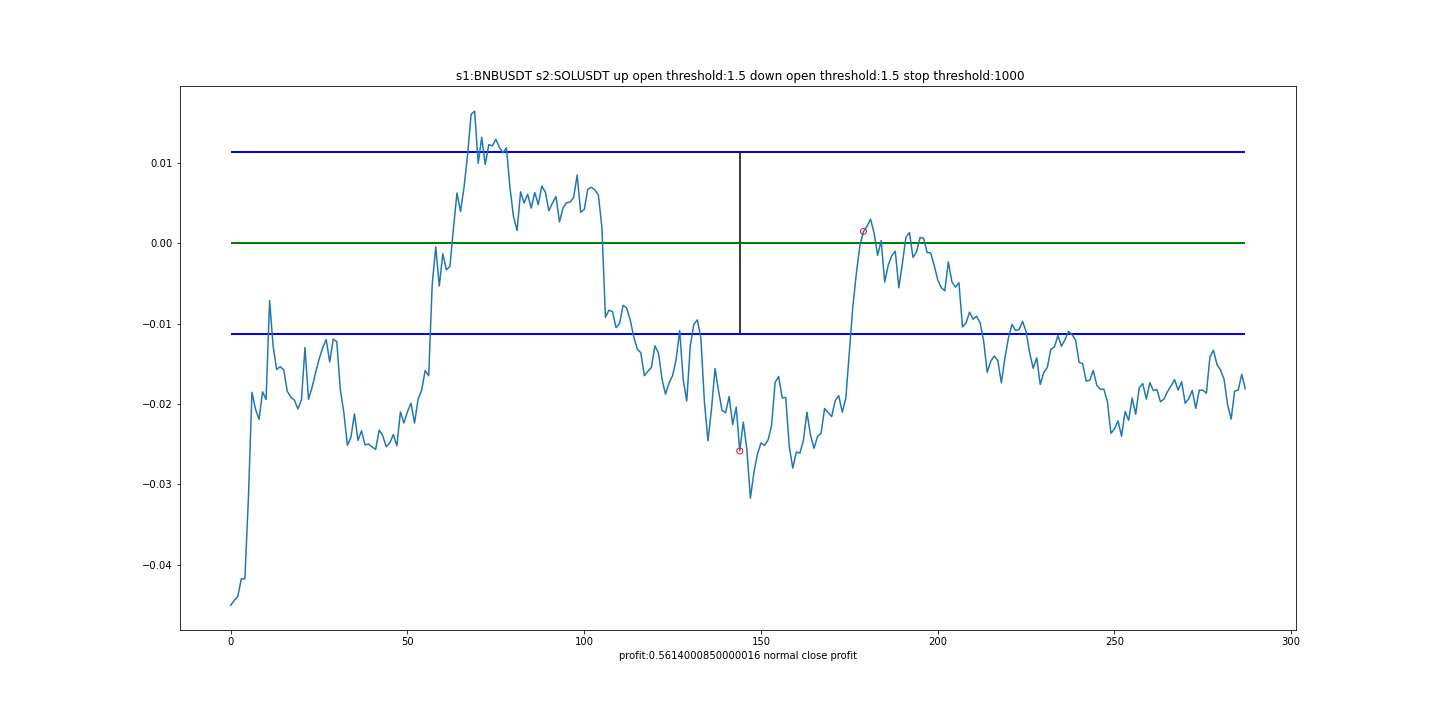 s1:BNBUSDT s2:SOLUSDT up open threshold:1.5 down open threshold:1.5 stop threshold:1000
0.01
0.00
−0.01
−0.02
−0.03
−0.04
0 50 100 150 200 250 300
profit:0.5614000850000016 normal close profit